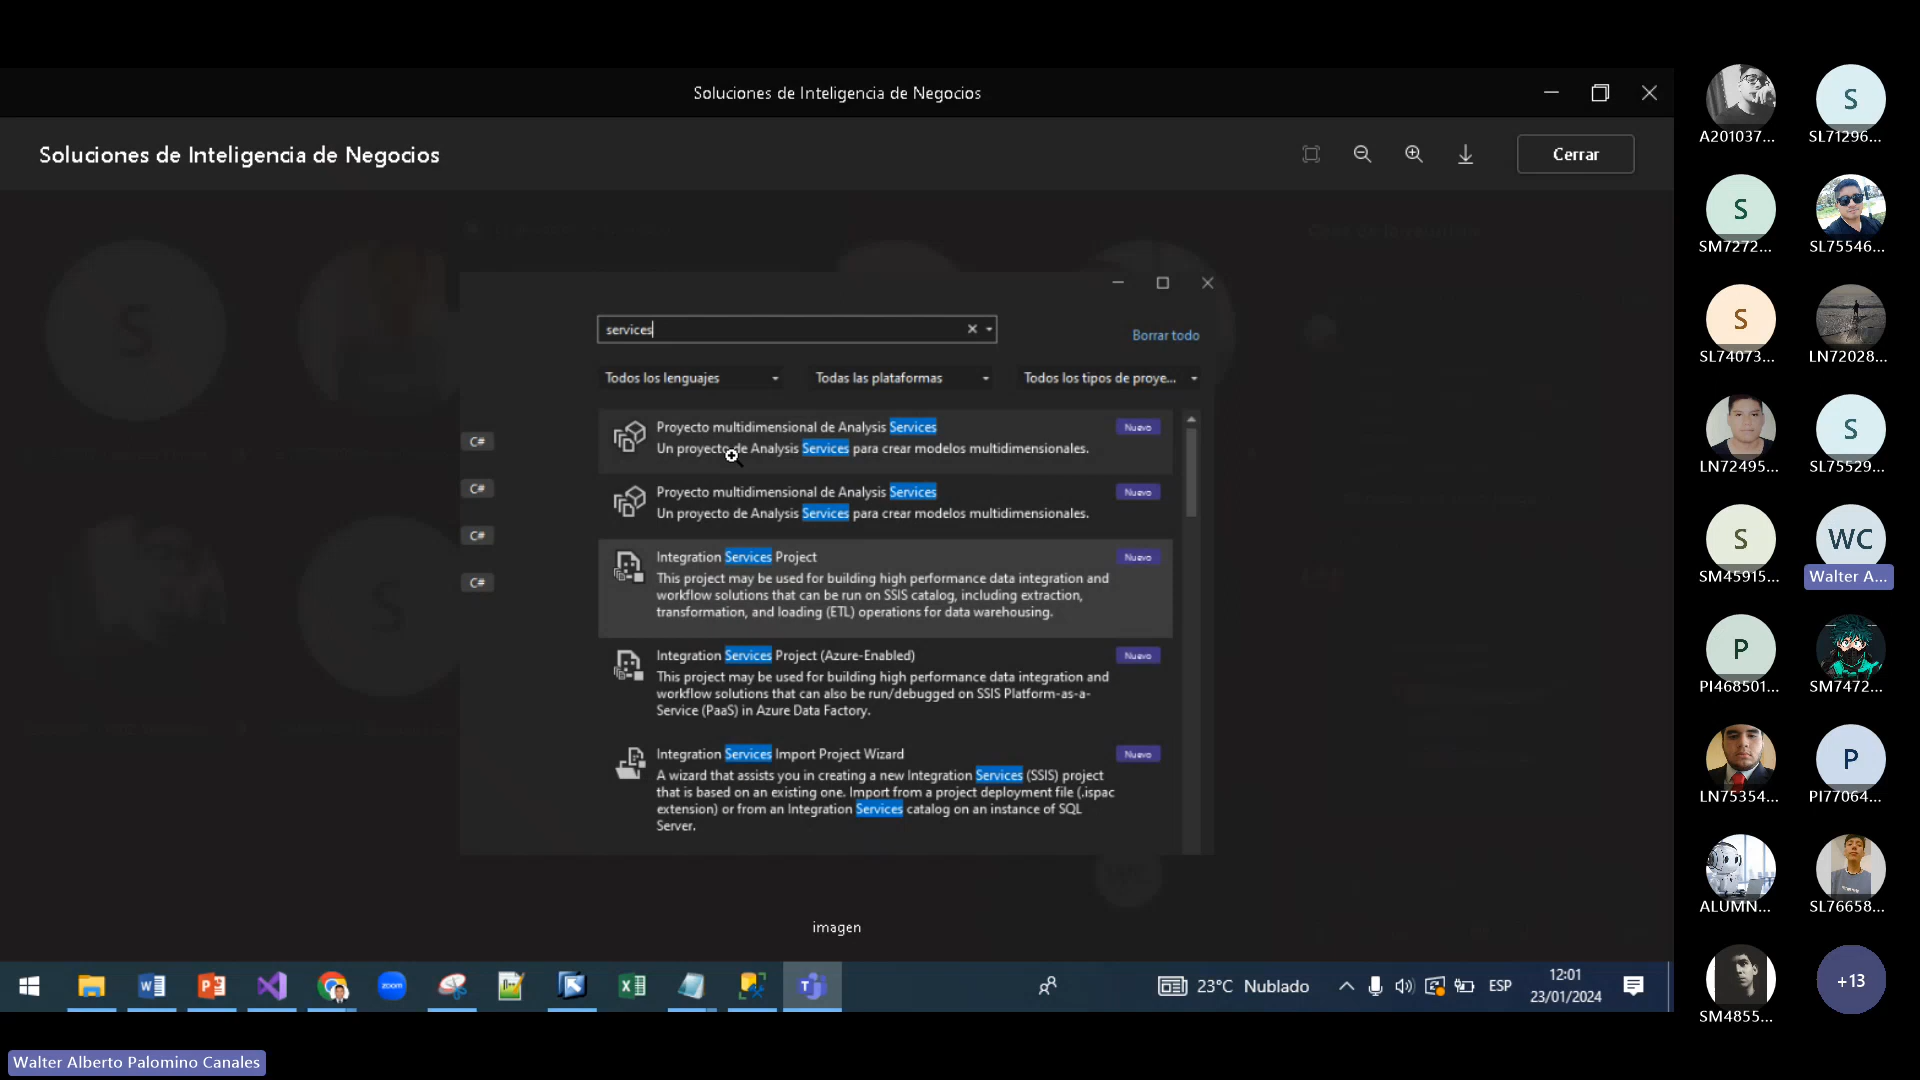 Soluciones de Inteligencia de Negocios
Soluciones de Inteligencia de Negocios
Cerrar
services
Borrar todo
Todos los lenguajes
Todas las plataformas
Todos los tipos de proye...
Proyecto multidimensional de Analysis Services
Nuevo
Un proyecto de Analysis Services para crear modelos multidimensionales.
C#
Proyecto multidimensional de Analysis Services
Nuevo
Un proyecto de Analysis Services para crear modelos multidimensionales.
C#
Integration Services Project
Nuevo
This project may be used for building high performance data integration and
workflow solutions that can be run on SSIS catalog, including extraction,
transformation, and loading (ETL) operations for data warehousing.
C#
C#
Integration Services Project (Azure-Enabled)
Nuevo
This project may be used for building high performance data integration and
workflow solutions that can also be run/debugged on SSIS Platform-as-a-
Service (PaaS) in Azure Data Factory.
Integration Services Import Project Wizard
Nuevo
A wizard that assists you in creating a new Integration Services (SSIS) project
that is based on an existing one. Import from a project deployment file (.ispac
extension) or from an Integration Services catalog on an instance of SQL
Server.
imagen
zoom
23°C Nublado
ESP
12:01
23/01/2024
A201037...
S
SL71296...
S
SM7272...
SL75546...
S
SL74073...
LN72028...
LN72495...
S
SL75529...
S
SM45915...
WC
Walter A...
P
PI468501...
SM7472...
LN75354...
P
PI77064...
ALUMN...
SL76658...
SM4855...
+13
Walter Alberto Palomino Canales